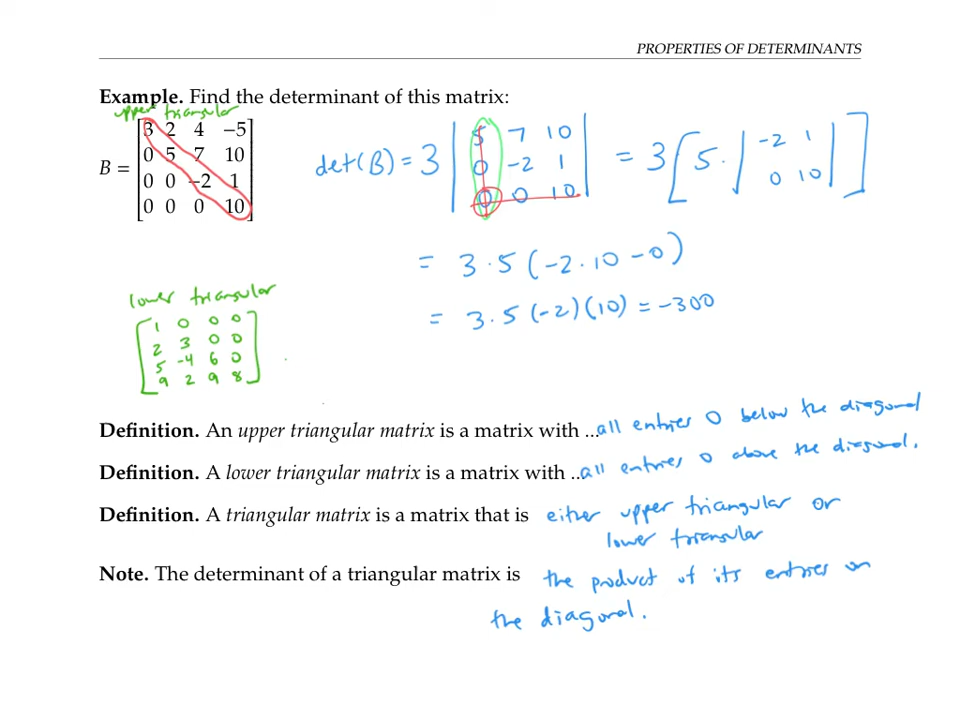 PROPERTIES OF DETERMINANTS
Example. Find the determinant of this matrix:
upper triangular
B = [3 2 4 −5
0 5 7 10
0 0 −2 1
0 0 0 10]
det(B) = 3 | 5 7 10
0 -2 1
0 0 10 | = 3 [ 5 · | -2 1
0 10 | ]
= 3 · 5 (-2 · 10 - 0)
= 3 · 5 (-2)(10) = -300
lower triangular
[1 0 0 0
2 3 0 0
5 -4 6 0
9 2 9 8]
Definition. An upper triangular matrix is a matrix with ... all entries 0 below the diagonal
Definition. A lower triangular matrix is a matrix with ... all entries 0 above the diagonal.
Definition. A triangular matrix is a matrix that is either upper triangular or
lower triangular
Note. The determinant of a triangular matrix is the product of its entries on
the diagonal.